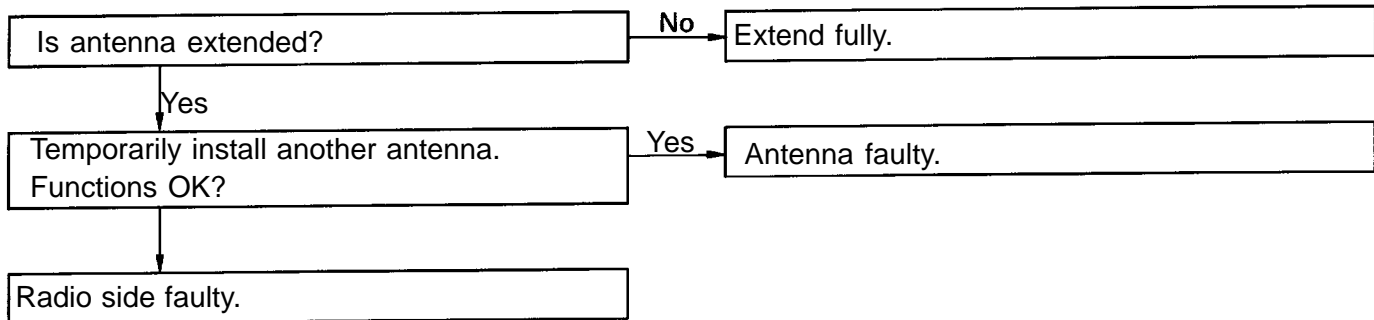 Is antenna extended?
No
Extend fully.
Yes
Temporarily install another antenna.
Functions OK?
Yes
Antenna faulty.
Radio side faulty.